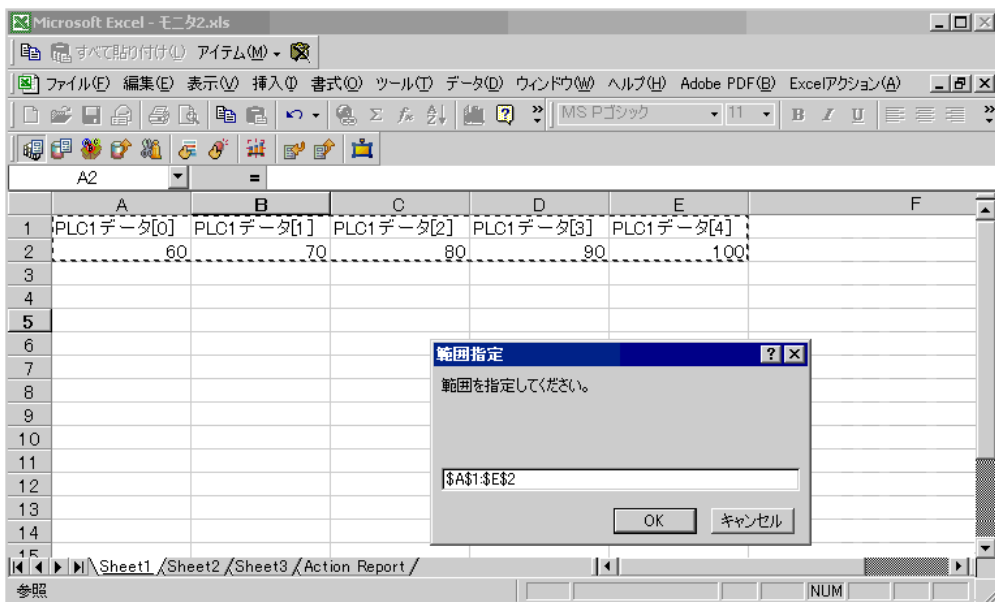 Microsoft Excel - モニタ2.xls
すべて貼り付け(L) アイテム(M)
ファイル(F) 編集(E) 表示(V) 挿入(I) 書式(O) ツール(T) データ(D) ウィンドウ(W) ヘルプ(H) Adobe PDF(B) Excelアクション(A)
MS Pゴシック 11 B I U
A2 =
A B C D E F
1 PLC1データ[0] PLC1データ[1] PLC1データ[2] PLC1データ[3] PLC1データ[4]
2 60 70 80 90 100
3
4
5
6
範囲指定
7
範囲を指定してください。
8
9
10
11
12
$A$1:$E$2
13
OK キャンセル
14
15
Sheet1 Sheet2 Sheet3 Action Report
参照 NUM